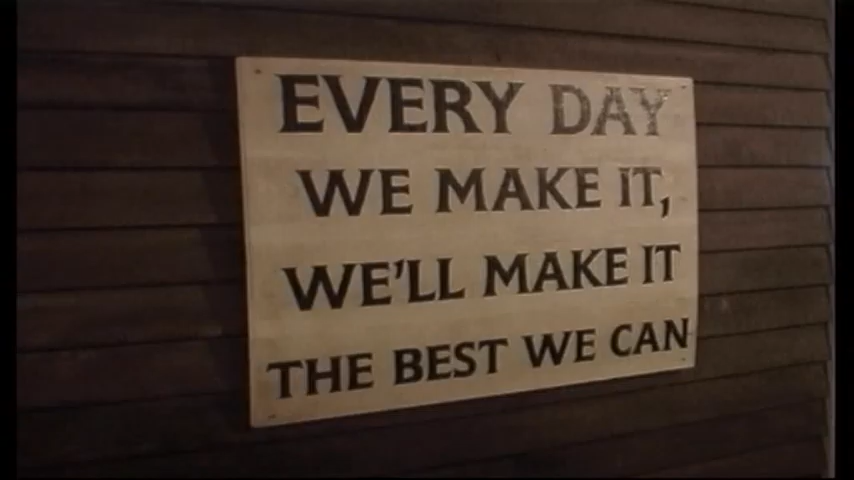 EVERY DAY
WE MAKE IT,
WE'LL MAKE IT
THE BEST WE CAN